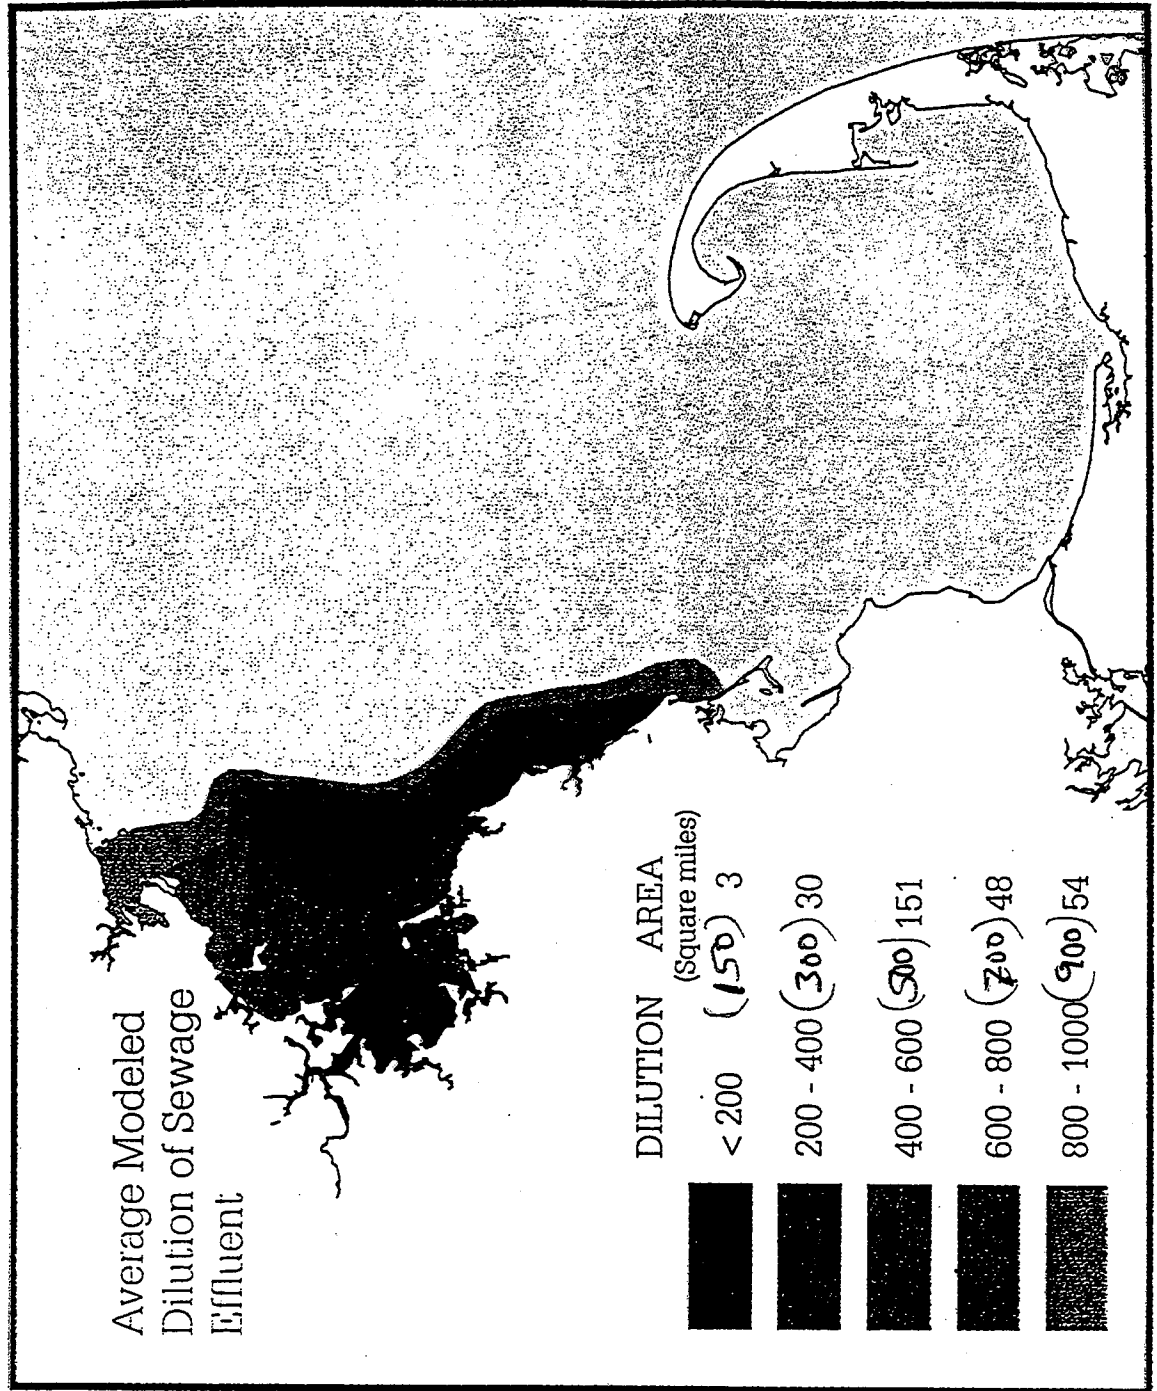 Average Modeled
Dilution of Sewage
Effluent
DILUTION AREA
(Square miles)
< 200 (150) 3
200 - 400 (300) 30
400 - 600 (500) 151
600 - 800 (700) 48
800 - 1000 (900) 54